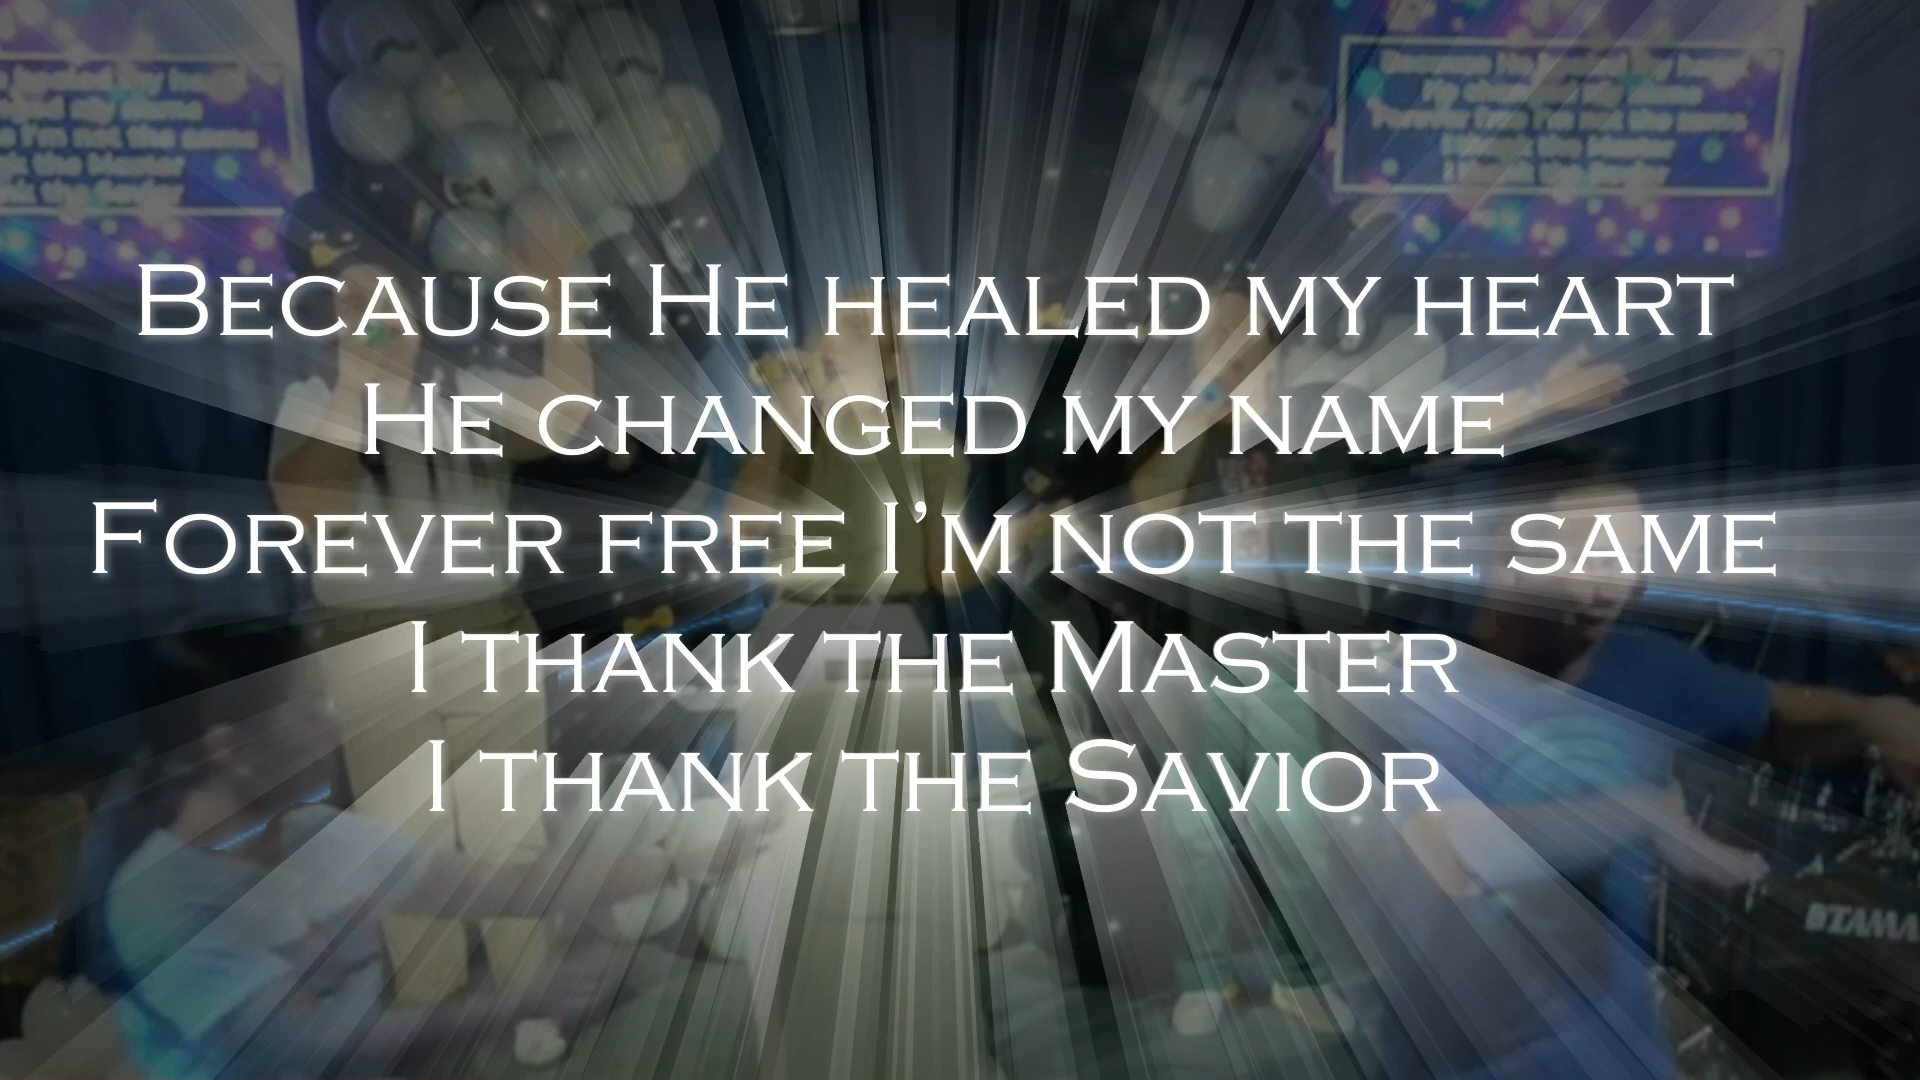 Because He healed my heart
He changed my name
Forever free I'm not the same
I thank the Master
I thank the Savior
TAMA